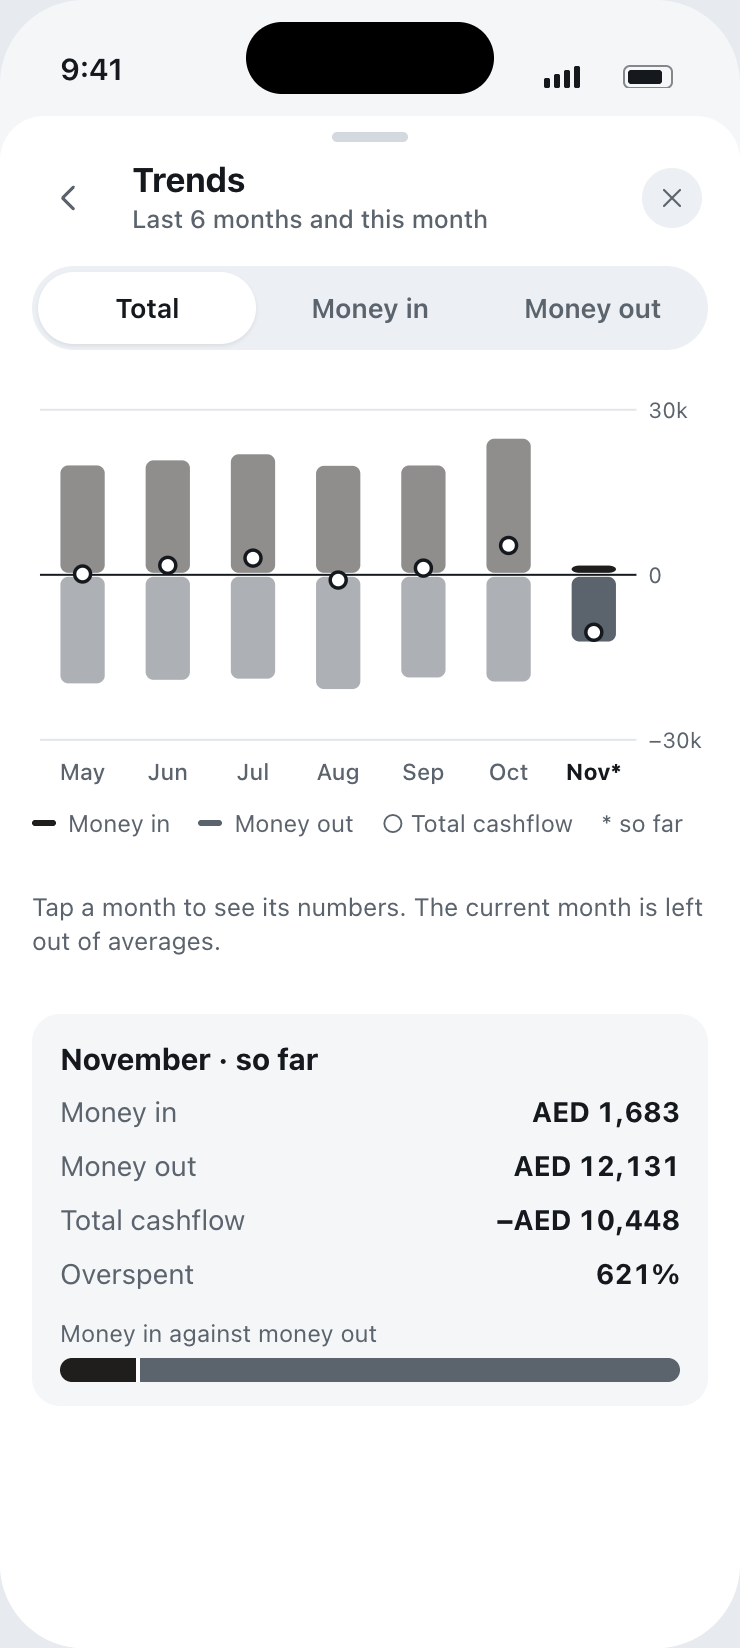 9:41
Trends
Last 6 months and this month
Total Money in Money out
30k
0
–30k
May Jun Jul Aug Sep Oct Nov*
Money in Money out Total cashflow * so far
Tap a month to see its numbers. The current month is left
out of averages.
November · so far
Money in AED 1,683
Money out AED 12,131
Total cashflow –AED 10,448
Overspent 621%
Money in against money out